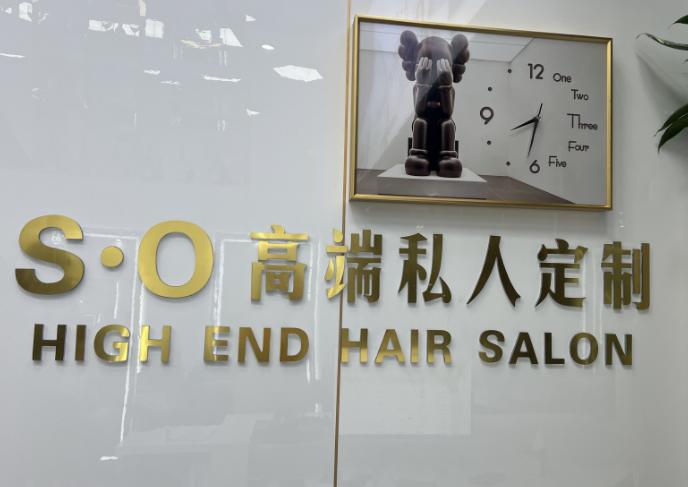 12 One
Two
9 Three
Four
6 Five
S·O 高端私人定制
HIGH END HAIR SALON